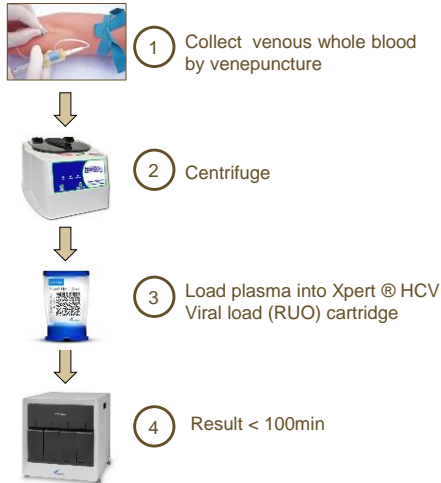 1
Collect venous whole blood
by venepuncture
2
Centrifuge
3
Load plasma into Xpert ® HCV
Viral load (RUO) cartridge
4
Result < 100min